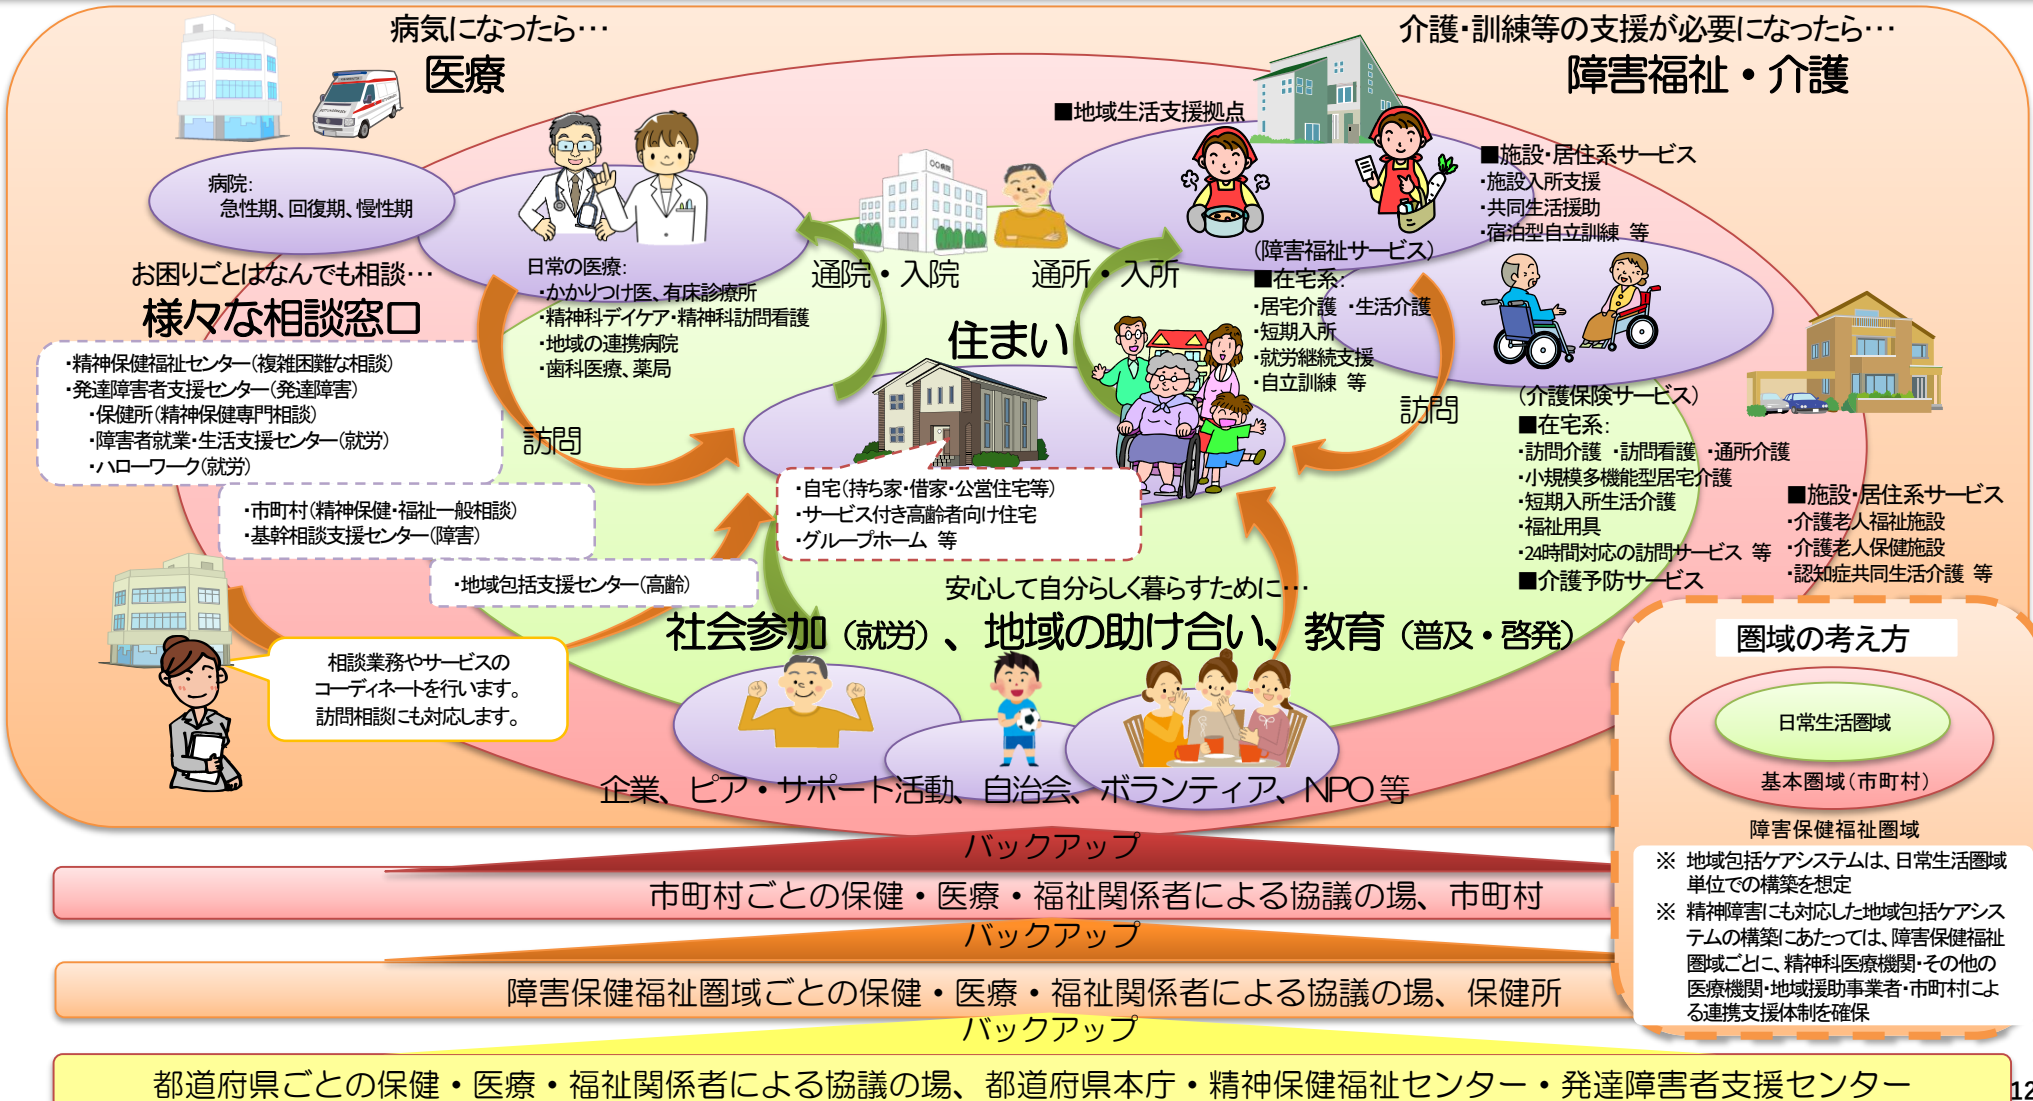 病気になったら…
医療
介護・訓練等の支援が必要になったら…
障害福祉・介護
病院:
急性期、回復期、慢性期
日常の医療:
・かかりつけ医、有床診療所
・精神科デイケア・精神科訪問看護
・地域の連携病院
・歯科医療、薬局
○○病院
通院・入院
通所・入所
■地域生活支援拠点
■施設・居住系サービス
・施設入所支援
・共同生活援助
・宿泊型自立訓練 等
(障害福祉サービス)
■在宅系:
・居宅介護 ・生活介護
・短期入所
・就労継続支援
・自立訓練 等
訪問
(介護保険サービス)
■在宅系:
・訪問介護 ・訪問看護 ・通所介護
・小規模多機能型居宅介護
・短期入所生活介護
・福祉用具
・24時間対応の訪問サービス 等
■介護予防サービス
■施設・居住系サービス
・介護老人福祉施設
・介護老人保健施設
・認知症共同生活介護 等
お困りごとはなんでも相談…
様々な相談窓口
・精神保健福祉センター(複雑困難な相談)
・発達障害者支援センター(発達障害)
・保健所(精神保健専門相談)
・障害者就業・生活支援センター(就労)
・ハローワーク(就労)
・市町村(精神保健・福祉一般相談)
・基幹相談支援センター(障害)
・地域包括支援センター(高齢)
訪問
住まい
・自宅(持ち家・借家・公営住宅等)
・サービス付き高齢者向け住宅
・グループホーム 等
相談業務やサービスの
コーディネートを行います。
訪問相談にも対応します。
安心して自分らしく暮らすために…
社会参加(就労)、地域の助け合い、教育(普及・啓発)
企業、ピア・サポート活動、自治会、ボランティア、NPO等
圏域の考え方
日常生活圏域
基本圏域(市町村)
障害保健福祉圏域
※ 地域包括ケアシステムは、日常生活圏域
単位での構築を想定
※ 精神障害にも対応した地域包括ケアシス
テムの構築にあたっては、障害保健福祉
圏域ごとに、精神科医療機関・その他の
医療機関・地域援助事業者・市町村によ
る連携支援体制を確保
バックアップ
市町村ごとの保健・医療・福祉関係者による協議の場、市町村
バックアップ
障害保健福祉圏域ごとの保健・医療・福祉関係者による協議の場、保健所
バックアップ
都道府県ごとの保健・医療・福祉関係者による協議の場、都道府県本庁・精神保健福祉センター・発達障害者支援センター
12